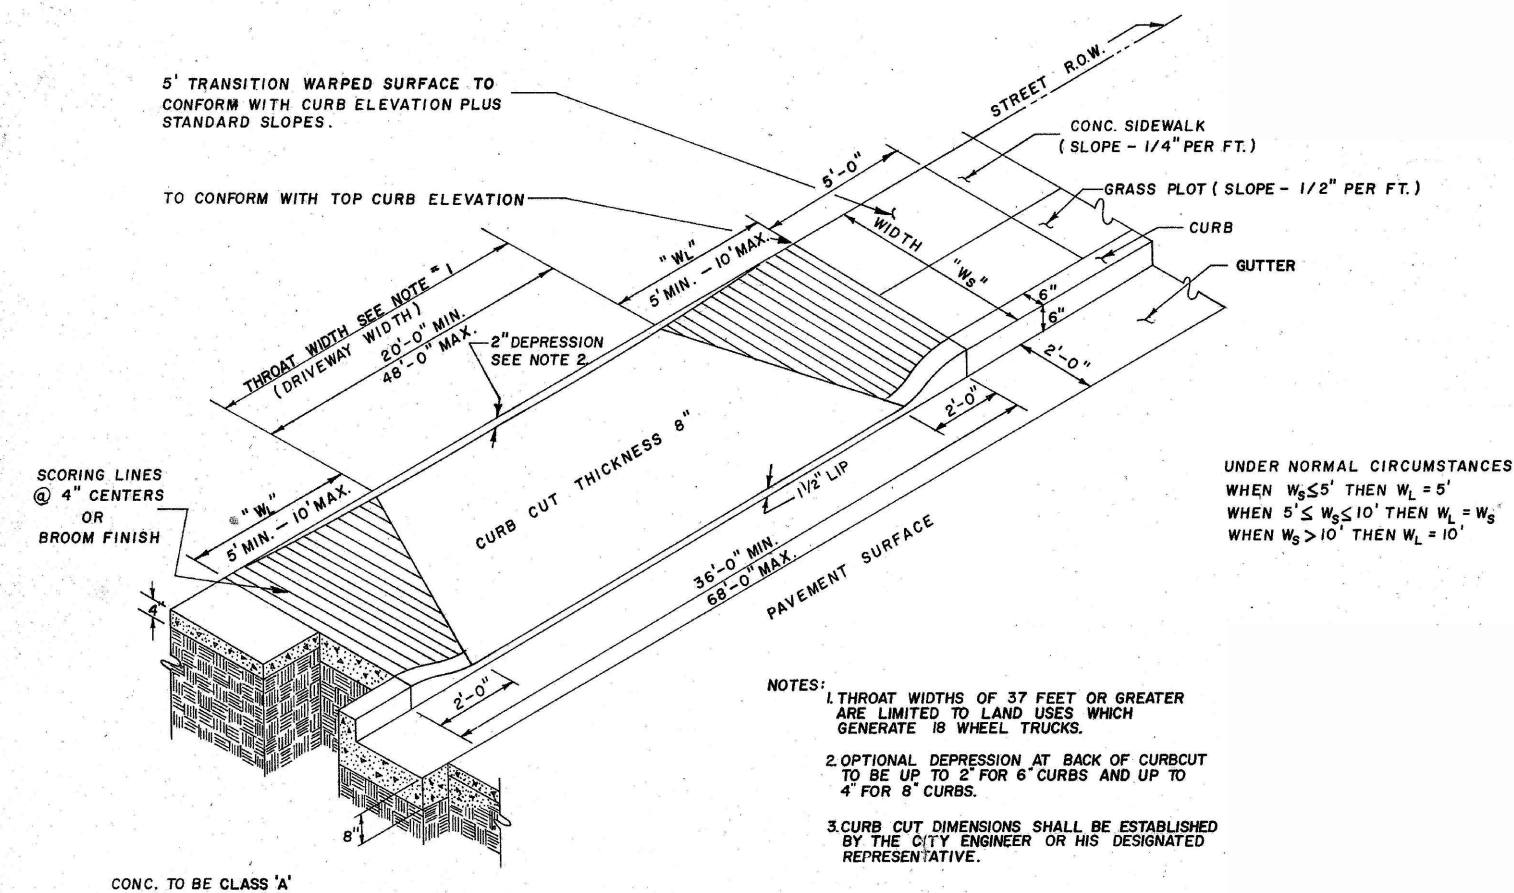 STREET R.O.W.
5' TRANSITION WARPED SURFACE TO
CONFORM WITH CURB ELEVATION PLUS
STANDARD SLOPES.
CONC. SIDEWALK
( SLOPE - 1/4" PER FT.)
5'-0"
TO CONFORM WITH TOP CURB ELEVATION
GRASS PLOT ( SLOPE - 1/2" PER FT.)
CURB
GUTTER
WIDTH "WS"
"WL"
5' MIN. - 10' MAX.
6"
6"
THROAT WIDTH SEE NOTE # 1
(DRIVEWAY WIDTH)
20'-0" MIN.
48'-0" MAX.
2" DEPRESSION
SEE NOTE 2
2'-0"
2'-0"
CURB CUT THICKNESS 8"
1 1/2" LIP
SCORING LINES
@ 4" CENTERS
OR
BROOM FINISH
"WL"
5' MIN. - 10' MAX.
UNDER NORMAL CIRCUMSTANCES
WHEN WS ≤ 5' THEN WL = 5'
WHEN 5' ≤ WS ≤ 10' THEN WL = WS
WHEN WS > 10' THEN WL = 10'
36'-0" MIN.
68'-0" MAX.
PAVEMENT SURFACE
4"
2'-0"
8"
NOTES:
1. THROAT WIDTHS OF 37 FEET OR GREATER
ARE LIMITED TO LAND USES WHICH
GENERATE 18 WHEEL TRUCKS.
2. OPTIONAL DEPRESSION AT BACK OF CURBCUT
TO BE UP TO 2" FOR 6" CURBS AND UP TO
4" FOR 8" CURBS.
3. CURB CUT DIMENSIONS SHALL BE ESTABLISHED
BY THE CITY ENGINEER OR HIS DESIGNATED
REPRESENTATIVE.
CONC. TO BE CLASS 'A'